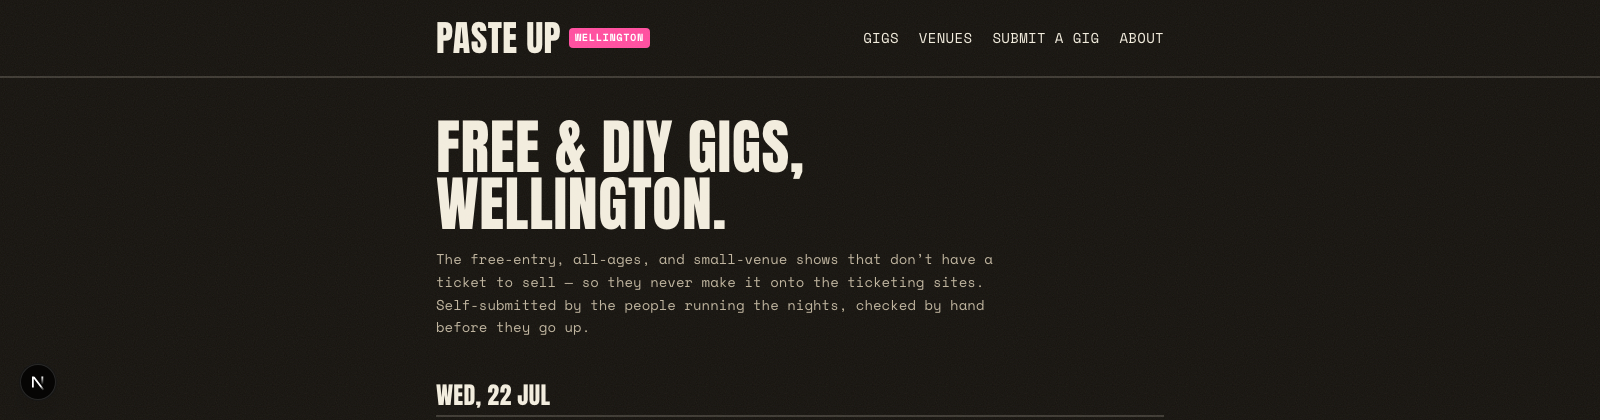 PASTE UP WELLINGTON
GIGS VENUES SUBMIT A GIG ABOUT
FREE & DIY GIGS,
WELLINGTON.
The free-entry, all-ages, and small-venue shows that don’t have a
ticket to sell — so they never make it onto the ticketing sites.
Self-submitted by the people running the nights, checked by hand
before they go up.
WED, 22 JUL
N